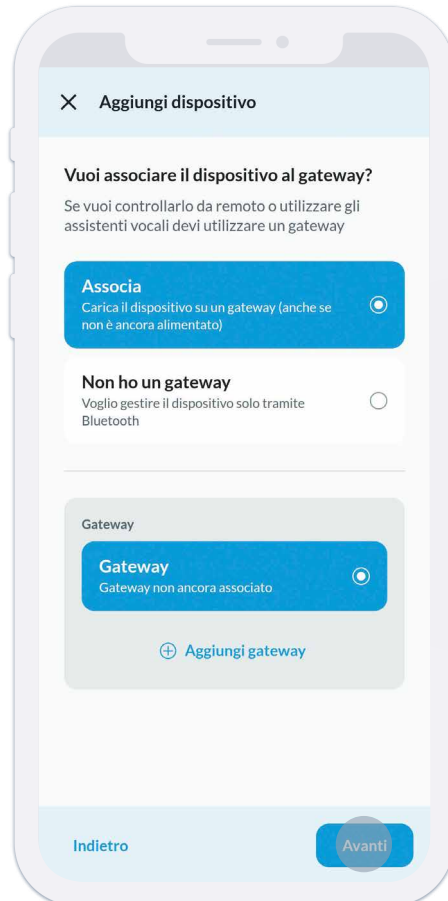 Aggiungi dispositivo
Vuoi associare il dispositivo al gateway?
Se vuoi controllarlo da remoto o utilizzare gli
assistenti vocali devi utilizzare un gateway
Associa
Carica il dispositivo su un gateway (anche se
non è ancora alimentato)
Non ho un gateway
Voglio gestire il dispositivo solo tramite
Bluetooth
Gateway
Gateway
Gateway non ancora associato
Aggiungi gateway
Indietro
Avanti